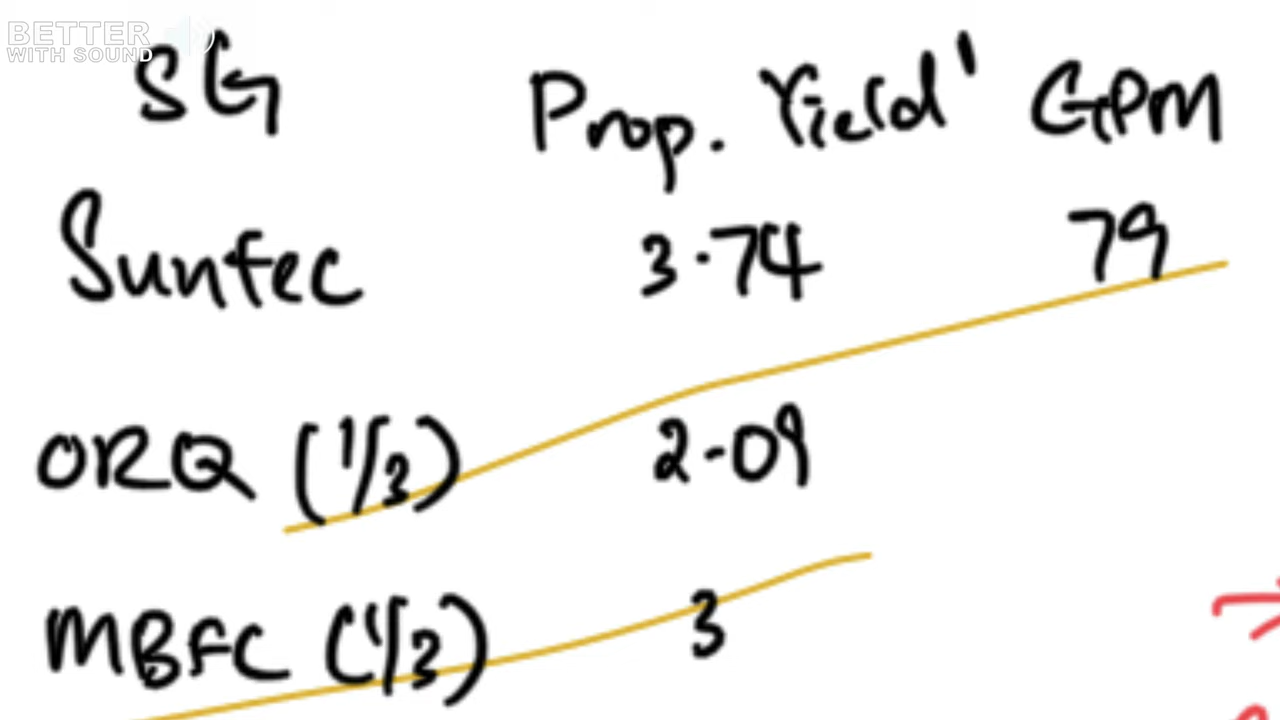 BETTER
WITH SOUND
SG Prop. Yield' GPM
Suntec 3.74 79
ORQ (1/3) 2.09
MBFC (1/3) 3